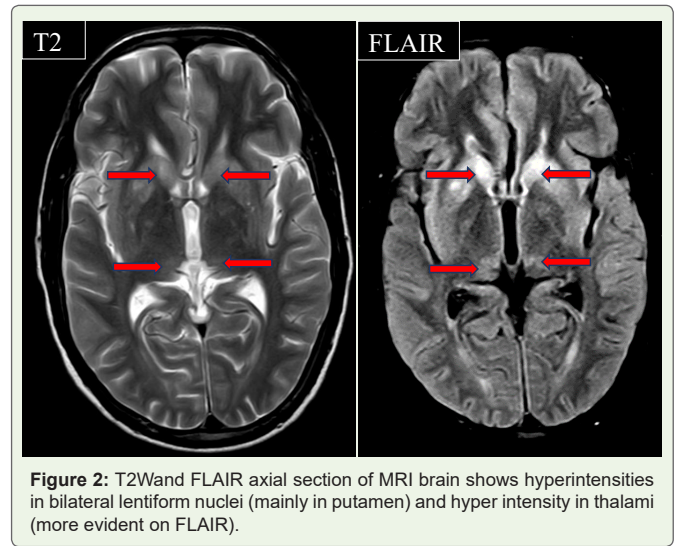 T2
FLAIR
Figure 2: T2Wand FLAIR axial section of MRI brain shows hyperintensities
in bilateral lentiform nuclei (mainly in putamen) and hyper intensity in thalami
(more evident on FLAIR).